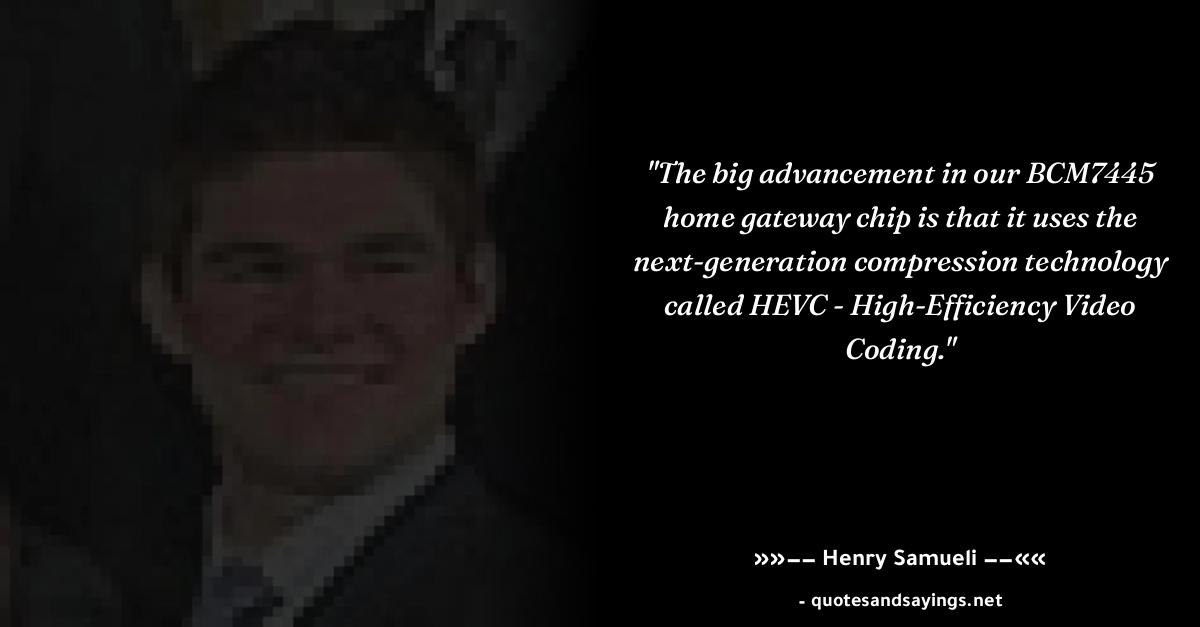 "The big advancement in our BCM7445
home gateway chip is that it uses the
next-generation compression technology
called HEVC - High-Efficiency Video
Coding."
»»−− Henry Samueli −−««
- quotesandsayings.net